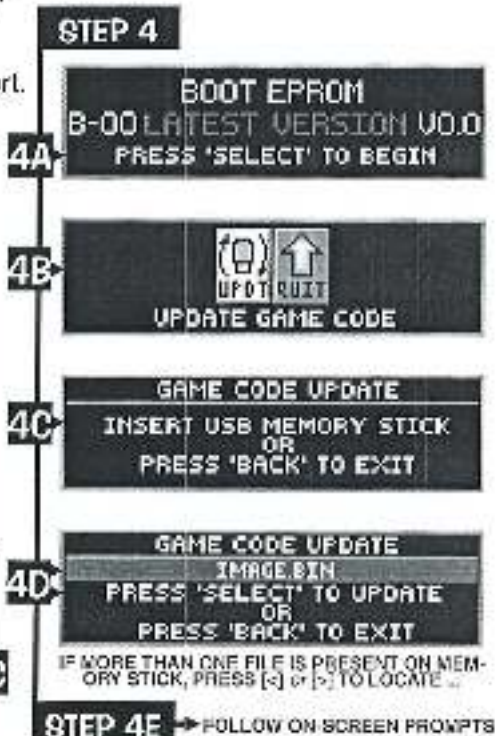 STEP 4
rt.
BOOT EPROM
B-00 LATEST VERSION V0.0
4A PRESS 'SELECT' TO BEGIN
4B
UPDT QUIT
UPDATE GAME CODE
GAME CODE UPDATE
4C INSERT USB MEMORY STICK
OR
PRESS 'BACK' TO EXIT
GAME CODE UPDATE
IMAGE.BIN
4D PRESS 'SELECT' TO UPDATE
OR
PRESS 'BACK' TO EXIT
IF MORE THAN ONE FILE IS PRESENT ON MEM-
ORY STICK, PRESS [<] or [>] TO LOCATE ...
STEP 4E FOLLOW ON-SCREEN PROMPTS